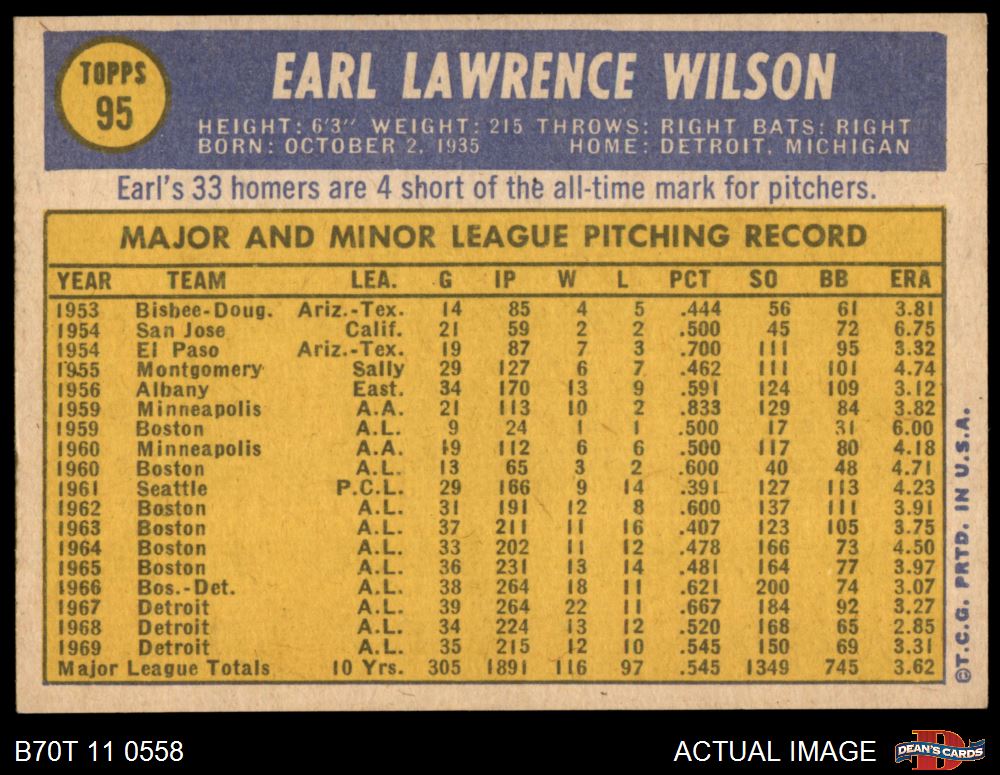 TOPPS
95
EARL LAWRENCE WILSON
HEIGHT: 6'3" WEIGHT: 215 THROWS: RIGHT BATS: RIGHT
BORN: OCTOBER 2, 1935 HOME: DETROIT, MICHIGAN
Earl's 33 homers are 4 short of the all-time mark for pitchers.
MAJOR AND MINOR LEAGUE PITCHING RECORD
YEAR TEAM LEA. G IP W L PCT SO BB ERA
1953 Bisbee-Doug. Ariz.-Tex. 14 85 4 5 .444 56 61 3.81
1954 San Jose Calif. 21 59 2 2 .500 45 72 6.75
1954 El Paso Ariz.-Tex. 19 87 7 3 .700 111 95 3.32
1955 Montgomery Sally 29 127 6 7 .462 111 101 4.74
1956 Albany East. 34 170 13 9 .591 124 109 3.12
1959 Minneapolis A.A. 21 113 10 2 .833 129 84 3.82
1959 Boston A.L. 9 24 1 1 .500 17 31 6.00
1960 Minneapolis A.A. 19 112 6 6 .500 117 80 4.18
1960 Boston A.L. 13 65 3 2 .600 40 48 4.71
1961 Seattle P.C.L. 29 166 9 14 .391 127 113 4.23
1962 Boston A.L. 31 191 12 8 .600 137 111 3.91
1963 Boston A.L. 37 211 11 16 .407 123 105 3.75
1964 Boston A.L. 33 202 11 12 .478 166 73 4.50
1965 Boston A.L. 36 231 13 14 .481 164 77 3.97
1966 Bos.-Det. A.L. 38 264 18 11 .621 200 74 3.07
1967 Detroit A.L. 39 264 22 11 .667 184 92 3.27
1968 Detroit A.L. 34 224 13 12 .520 168 65 2.85
1969 Detroit A.L. 35 215 12 10 .545 150 69 3.31
Major League Totals 10 Yrs. 305 1891 116 97 .545 1349 745 3.62
©T.C.G. PRTD. IN U.S.A.
B70T 11 0558
ACTUAL IMAGE
DEAN'S CARDS